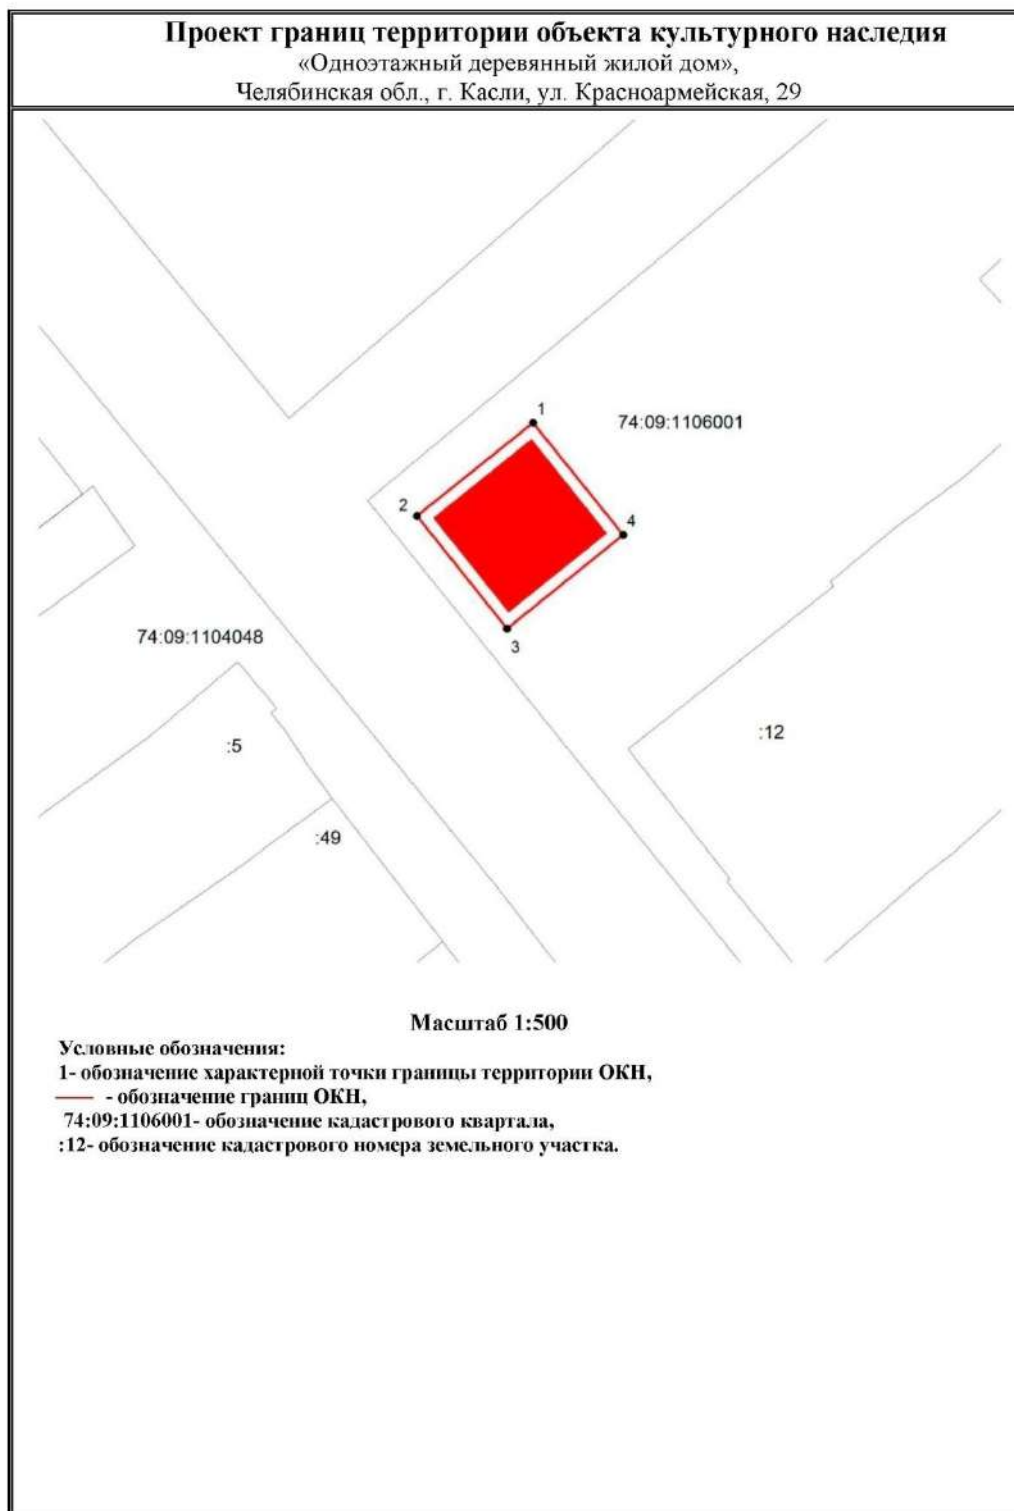 Проект границ территории объекта культурного наследия
«Одноэтажный деревянный жилой дом»,
Челябинская обл., г. Касли, ул. Красноармейская, 29
1
74:09:1106001
2
4
3
74:09:1104048
:12
:5
:49
Масштаб 1:500
Условные обозначения:
1- обозначение характерной точки границы территории ОКН,
- обозначение границ ОКН,
74:09:1106001- обозначение кадастрового квартала,
:12- обозначение кадастрового номера земельного участка.